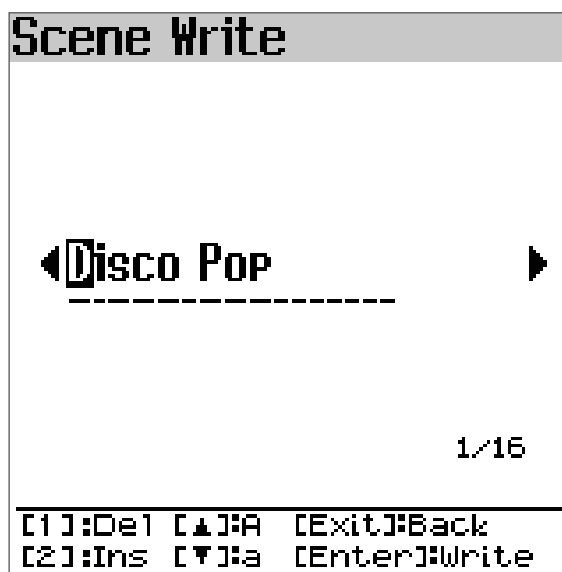 Scene Write
◀Disco Pop ▶
1/16
[1]:Del [▲]:A [Exit]:Back
[2]:Ins [▼]:a [Enter]:Write